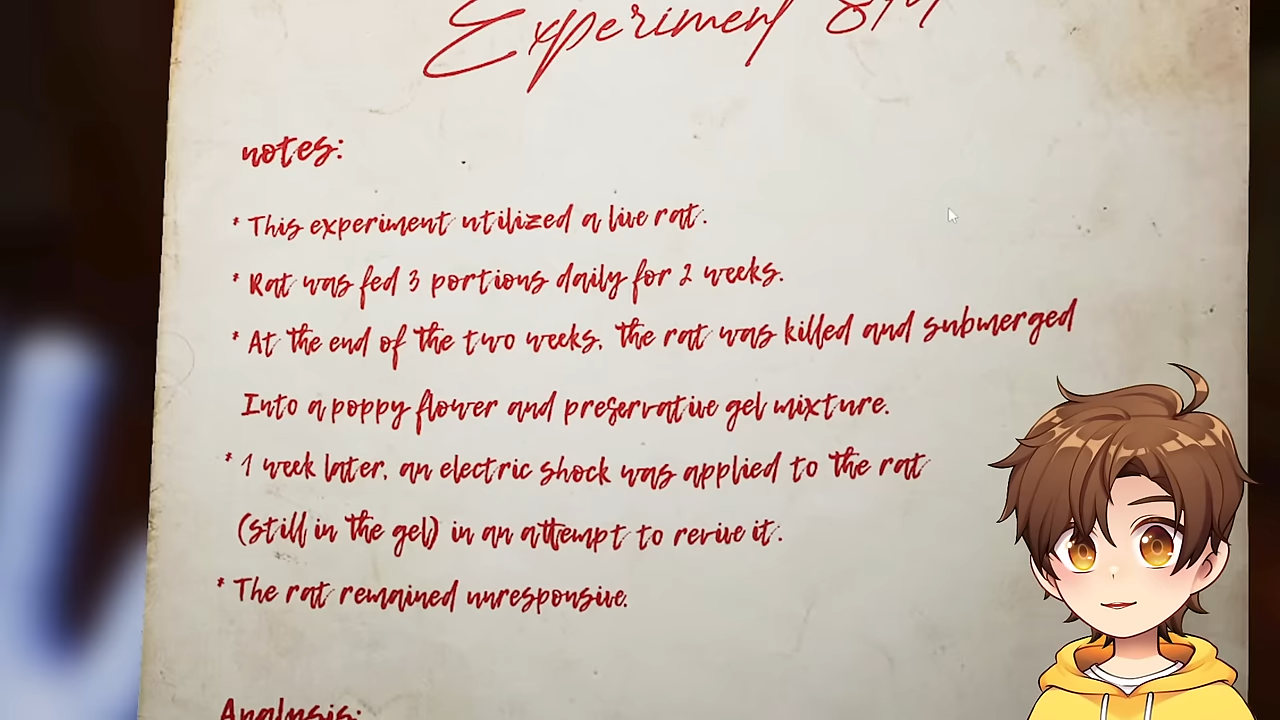 Experiment
notes:
* This experiment utilized a live rat.
* Rat was fed 3 portions daily for 2 weeks.
* At the end of the two weeks, the rat was killed and submerged
Into a poppy flower and preservative gel mixture.
* 1 week later, an electric shock was applied to the rat
(still in the gel) in an attempt to revive it.
* The rat remained unresponsive.
Analysis: